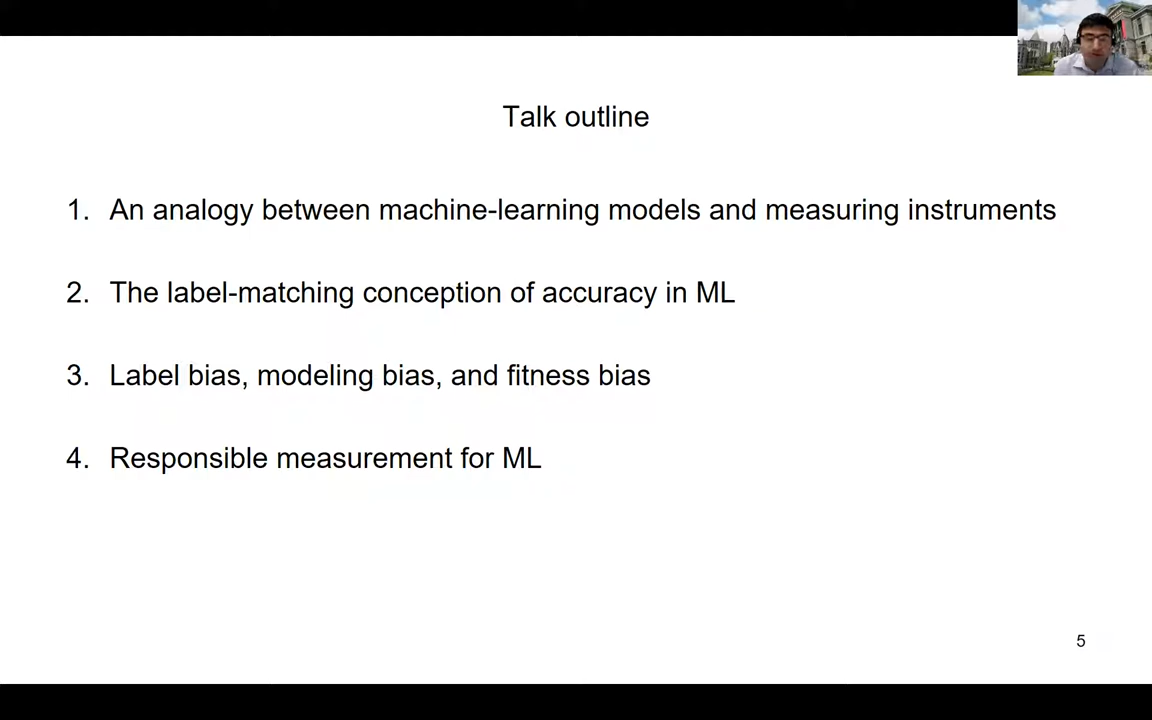 Talk outline
1. An analogy between machine-learning models and measuring instruments
2. The label-matching conception of accuracy in ML
3. Label bias, modeling bias, and fitness bias
4. Responsible measurement for ML
5